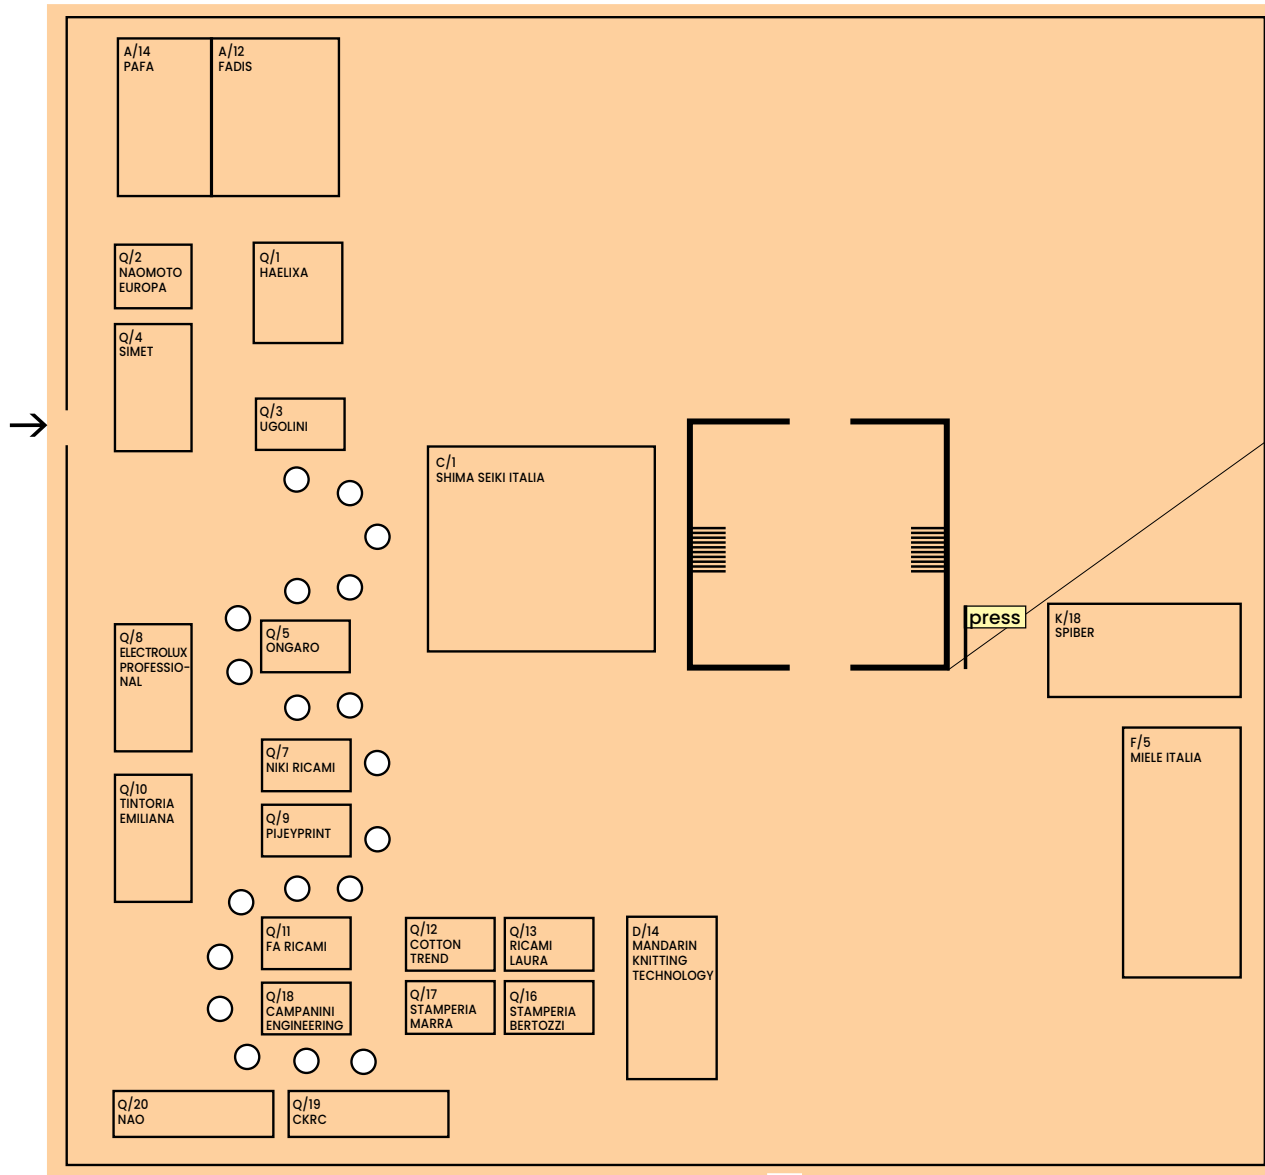 A/14
PAFA
A/12
FADIS
Q/2
NAOMOTO
EUROPA
Q/1
HAELIXA
Q/4
SIMET
Q/3
UGOLINI
C/1
SHIMA SEIKI ITALIA
press
K/18
SPIBER
Q/8
ELECTROLUX
PROFESSIO-
NAL
Q/5
ONGARO
F/5
MIELE ITALIA
Q/7
NIKI RICAMI
Q/10
TINTORIA
EMILIANA
Q/9
PIJEYPRINT
Q/11
FA RICAMI
Q/12
COTTON
TREND
Q/13
RICAMI
LAURA
D/14
MANDARIN
KNITTING
TECHNOLOGY
Q/18
CAMPANINI
ENGINEERING
Q/17
STAMPERIA
MARRA
Q/16
STAMPERIA
BERTOZZI
Q/20
NAO
Q/19
CKRC